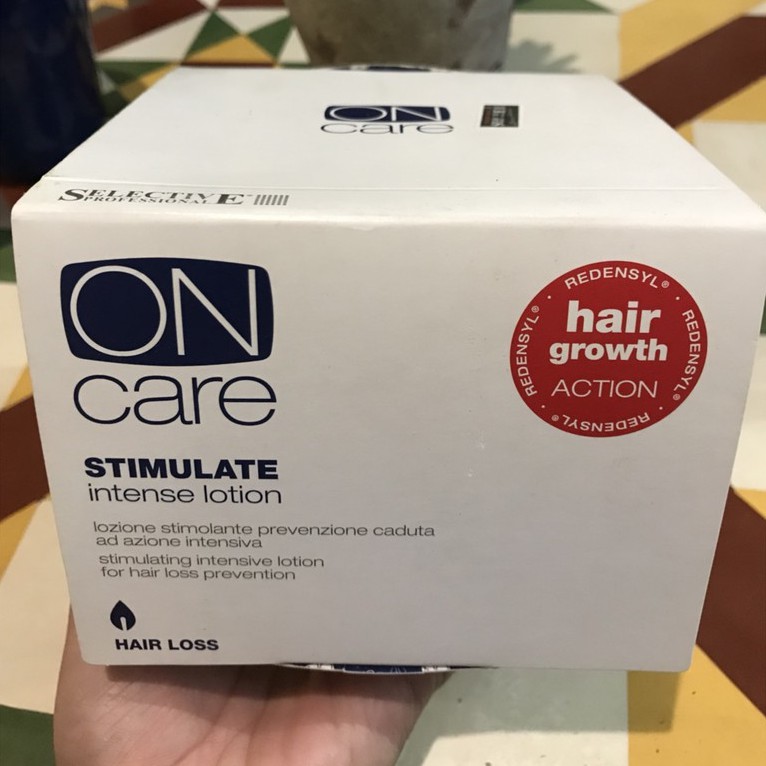 ON
care
SELECTIVE
PROFESSIONAL
ON
care
STIMULATE
intense lotion
lozione stimolante prevenzione caduta
ad azione intensiva
stimulating intensive lotion
for hair loss prevention
HAIR LOSS
REDENSYL®
REDENSYL®
REDENSYL®
REDENSYL®
hair
growth
ACTION